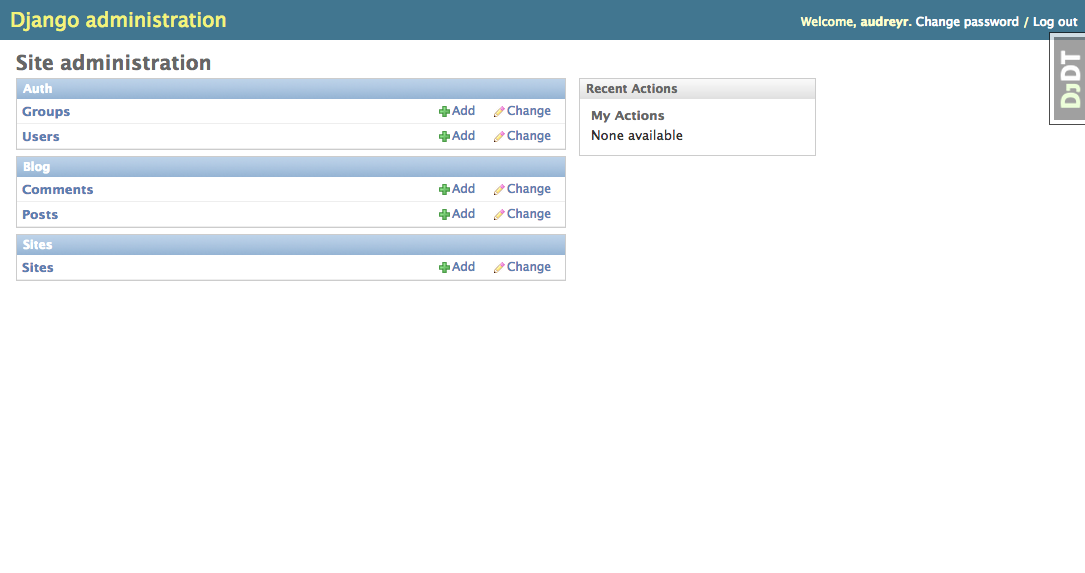 Django administration
Welcome, audreyr. Change password / Log out
DjDT
Site administration
Auth
Groups Add Change
Users Add Change
Blog
Comments Add Change
Posts Add Change
Sites
Sites Add Change
Recent Actions
My Actions
None available